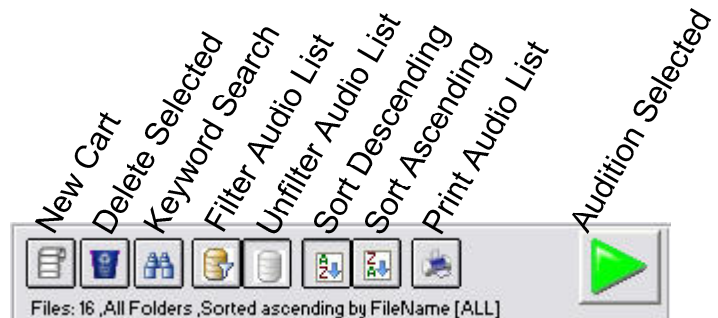 New Cart
Delete Selected
Keyword Search
Filter Audio List
Unfilter Audio List
Sort Descending
Sort Ascending
Print Audio List
Audition Selected
A
Z
Z
A
Files: 16 ,All Folders ,Sorted ascending by FileName [ALL]